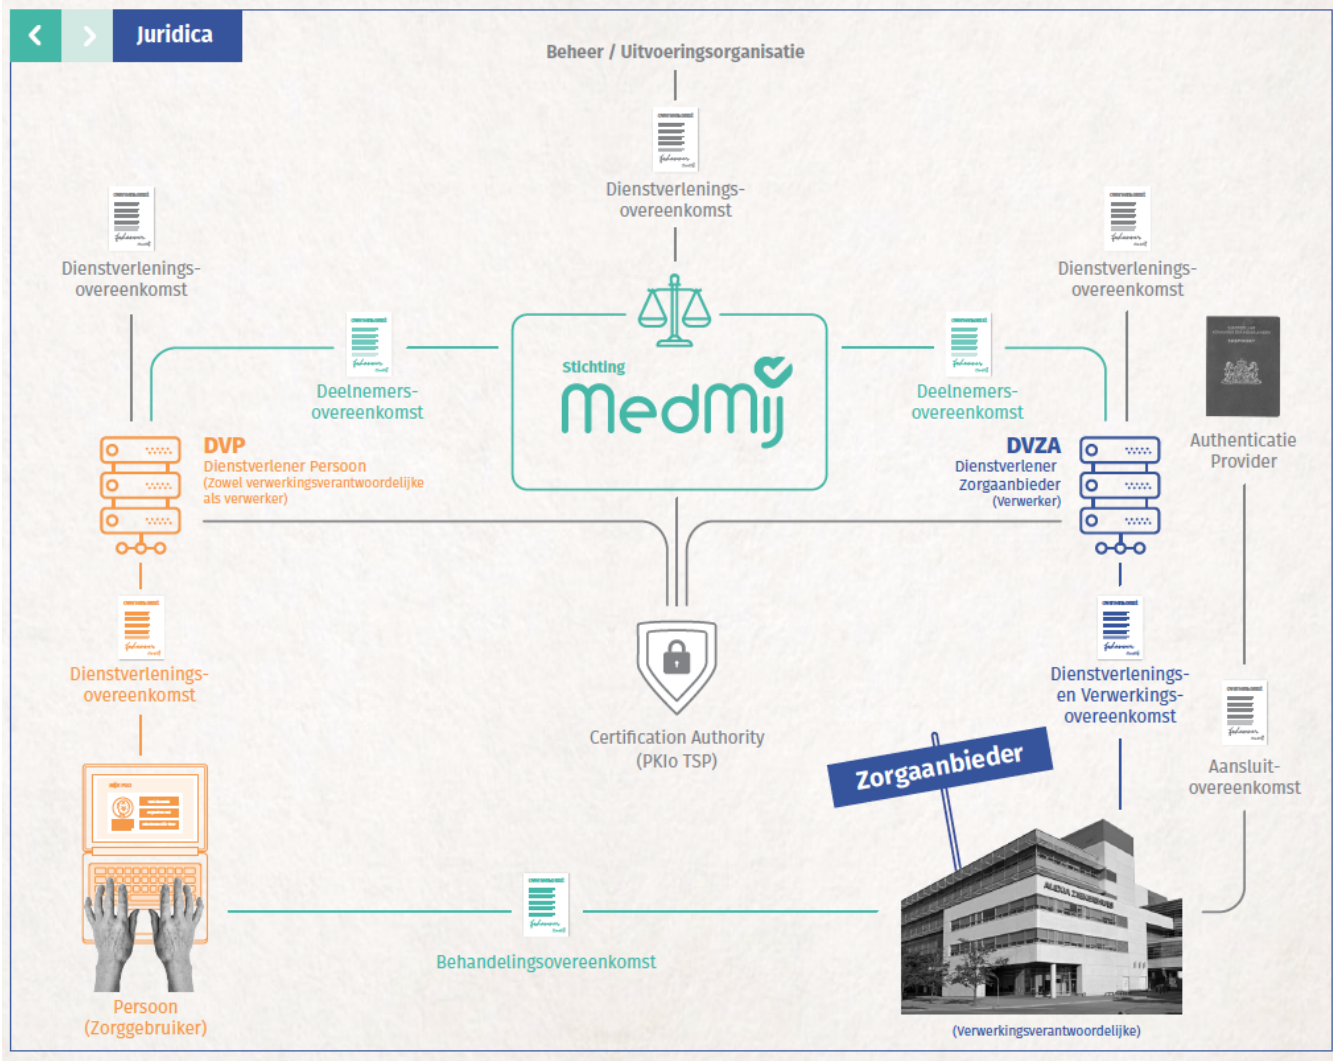 Juridica
Beheer / Uitvoeringsorganisatie
Dienstverlenings-
overeenkomst
Dienstverlenings-
overeenkomst
Dienstverlenings-
overeenkomst
Stichting
MedMij
Deelnemers-
overeenkomst
Deelnemers-
overeenkomst
DVP
Dienstverlener Persoon
(Zowel verwerkingsverantwoordelijke
als verwerker)
DVZA
Dienstverlener
Zorgaanbieder
(Verwerker)
PASPOORT
Authenticatie
Provider
Dienstverlenings-
overeenkomst
Certification Authority
(PKIo TSP)
Dienstverlenings-
en Verwerkings-
overeenkomst
Aansluit-
overeenkomst
Zorgaanbieder
Behandelingsovereenkomst
Persoon
(Zorggebruiker)
(Verwerkingsverantwoordelijke)